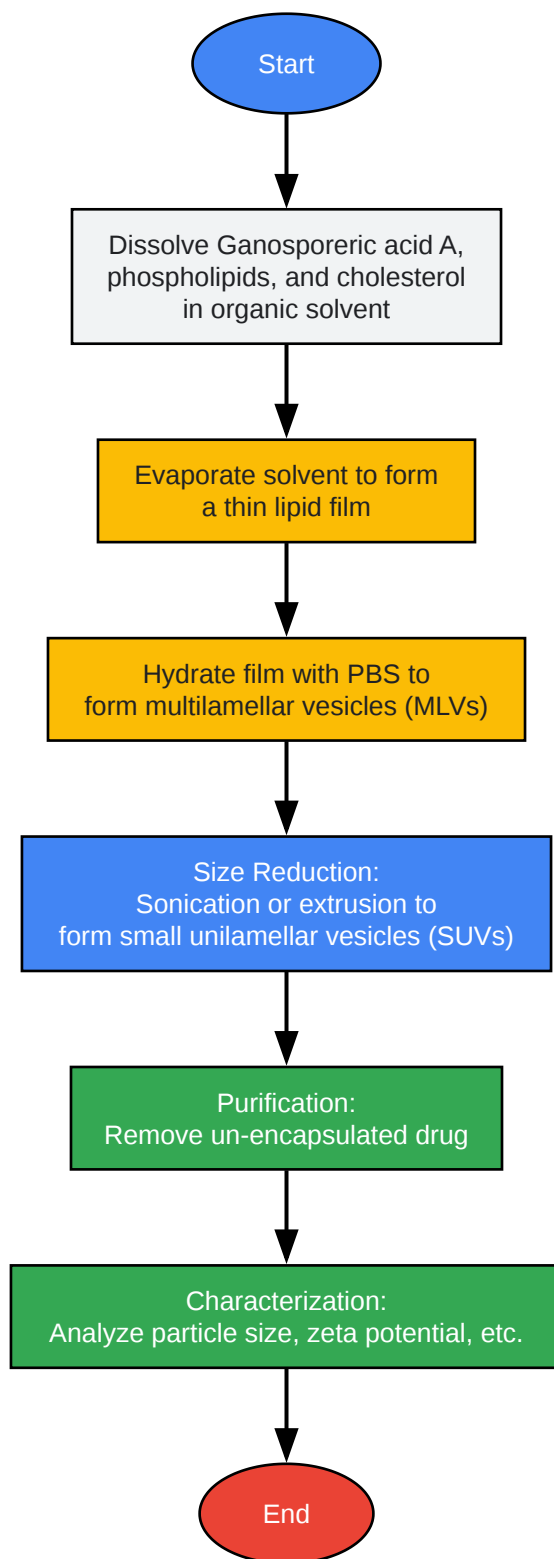 Start
Dissolve Ganosporeric acid A,
phospholipids, and cholesterol
in organic solvent
Evaporate solvent to form
a thin lipid film
Hydrate film with PBS to
form multilamellar vesicles (MLVs)
Size Reduction:
Sonication or extrusion to
form small unilamellar vesicles (SUVs)
Purification:
Remove un-encapsulated drug
Characterization:
Analyze particle size, zeta potential, etc.
End